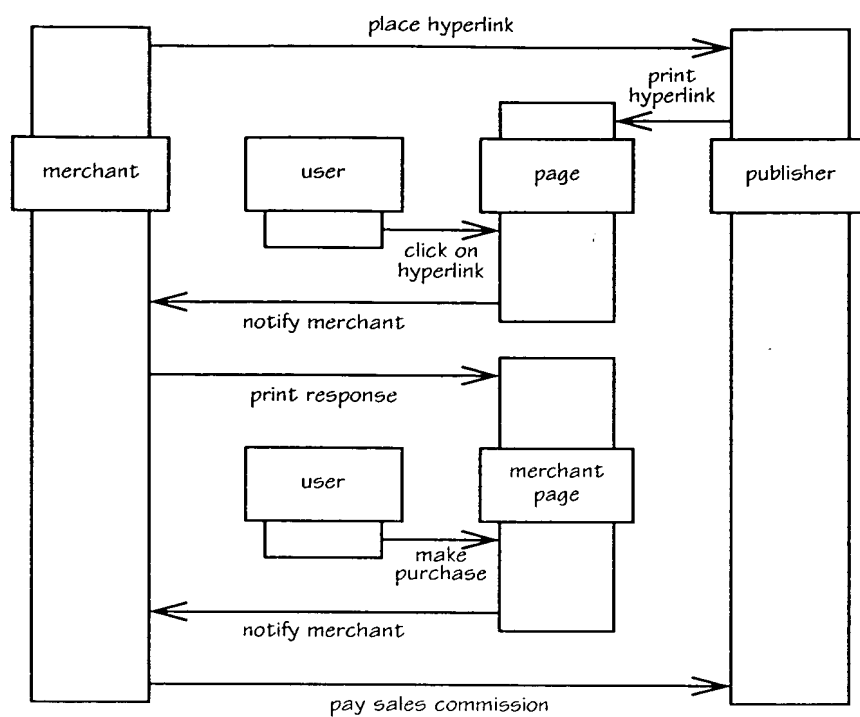 place hyperlink
print
hyperlink
merchant
user
page
publisher
click on
hyperlink
notify merchant
print response
user
merchant
page
make
purchase
notify merchant
pay sales commission